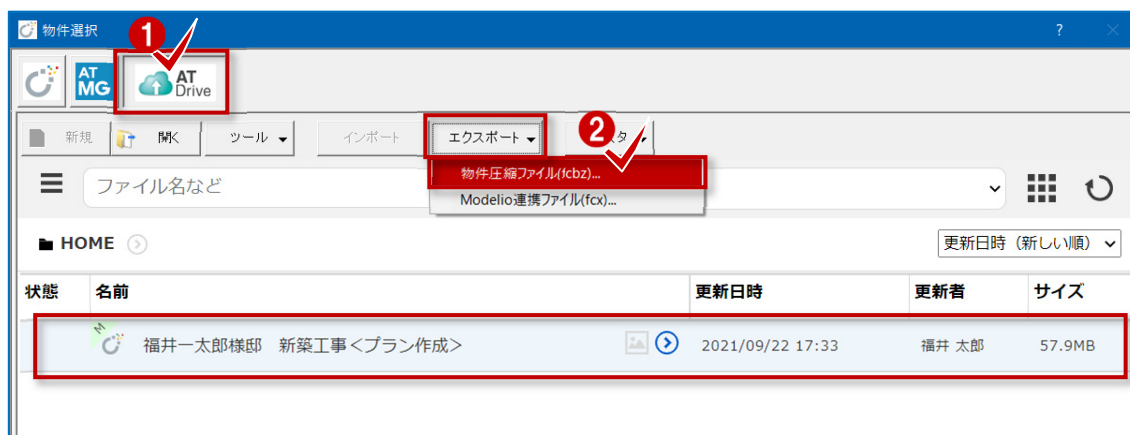 物件選択
?
1
AT
MG
AT
Drive
新規
開く
ツール
インポート
エクスポート
2
タ
物件圧縮ファイル(fcbz)...
Modelio連携ファイル(fcx)...
ファイル名など
HOME
更新日時（新しい順）
状態 名前 更新日時 更新者 サイズ
M
福井一太郎様邸 新築工事＜プラン作成＞ 2021/09/22 17:33 福井 太郎 57.9MB